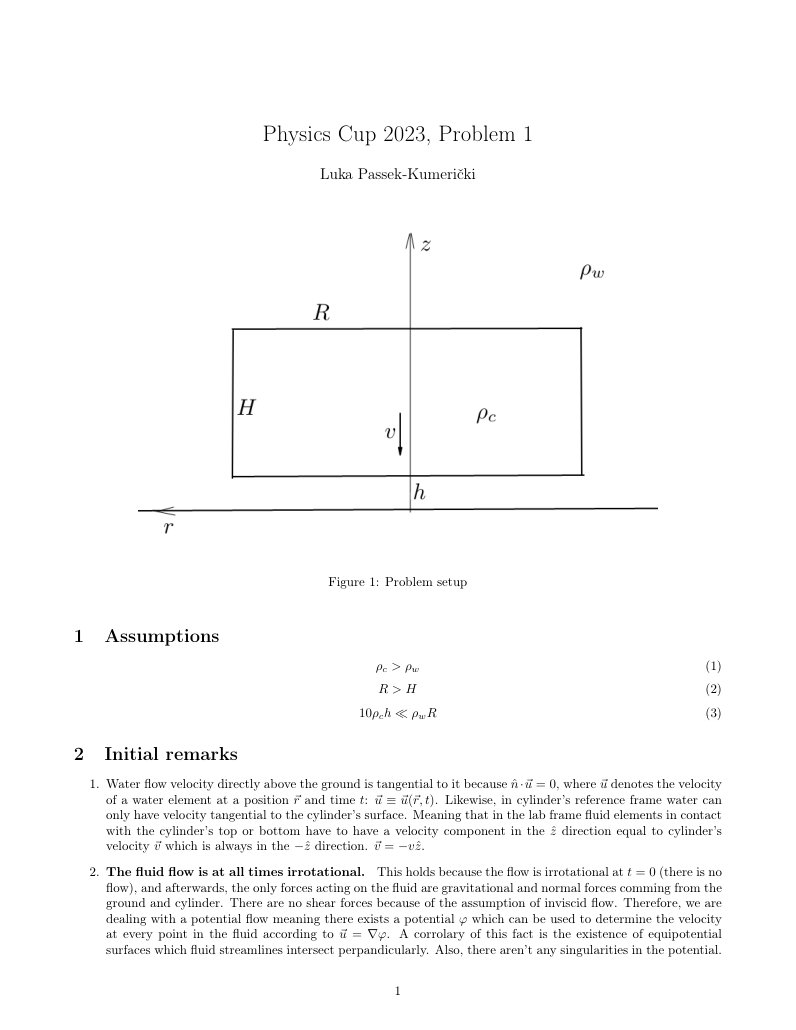 Physics Cup 2023, Problem 1
Luka Passek-Kumerički
z
ρ_w
R
H
ρ_c
v
h
r
Figure 1: Problem setup
1 Assumptions
ρ_c > ρ_w (1)
R > H (2)
10ρ_c h ≪ ρ_w R (3)
2 Initial remarks
1. Water flow velocity directly above the ground is tangential to it because n̂·u⃗ = 0, where u⃗ denotes the velocity
of a water element at a position r⃗ and time t: u⃗ ≡ u⃗(r⃗, t). Likewise, in cylinder's reference frame water can
only have velocity tangential to the cylinder's surface. Meaning that in the lab frame fluid elements in contact
with the cylinder's top or bottom have to have a velocity component in the ẑ direction equal to cylinder's
velocity v⃗ which is always in the −ẑ direction. v⃗ = −vẑ.
2. The fluid flow is at all times irrotational. This holds because the flow is irrotational at t = 0 (there is no
flow), and afterwards, the only forces acting on the fluid are gravitational and normal forces comming from the
ground and cylinder. There are no shear forces because of the assumption of inviscid flow. Therefore, we are
dealing with a potential flow meaning there exists a potential φ which can be used to determine the velocity
at every point in the fluid according to u⃗ = ∇φ. A corrolary of this fact is the existence of equipotential
surfaces which fluid streamlines intersect perpandicularly. Also, there aren't any singularities in the potential.
1